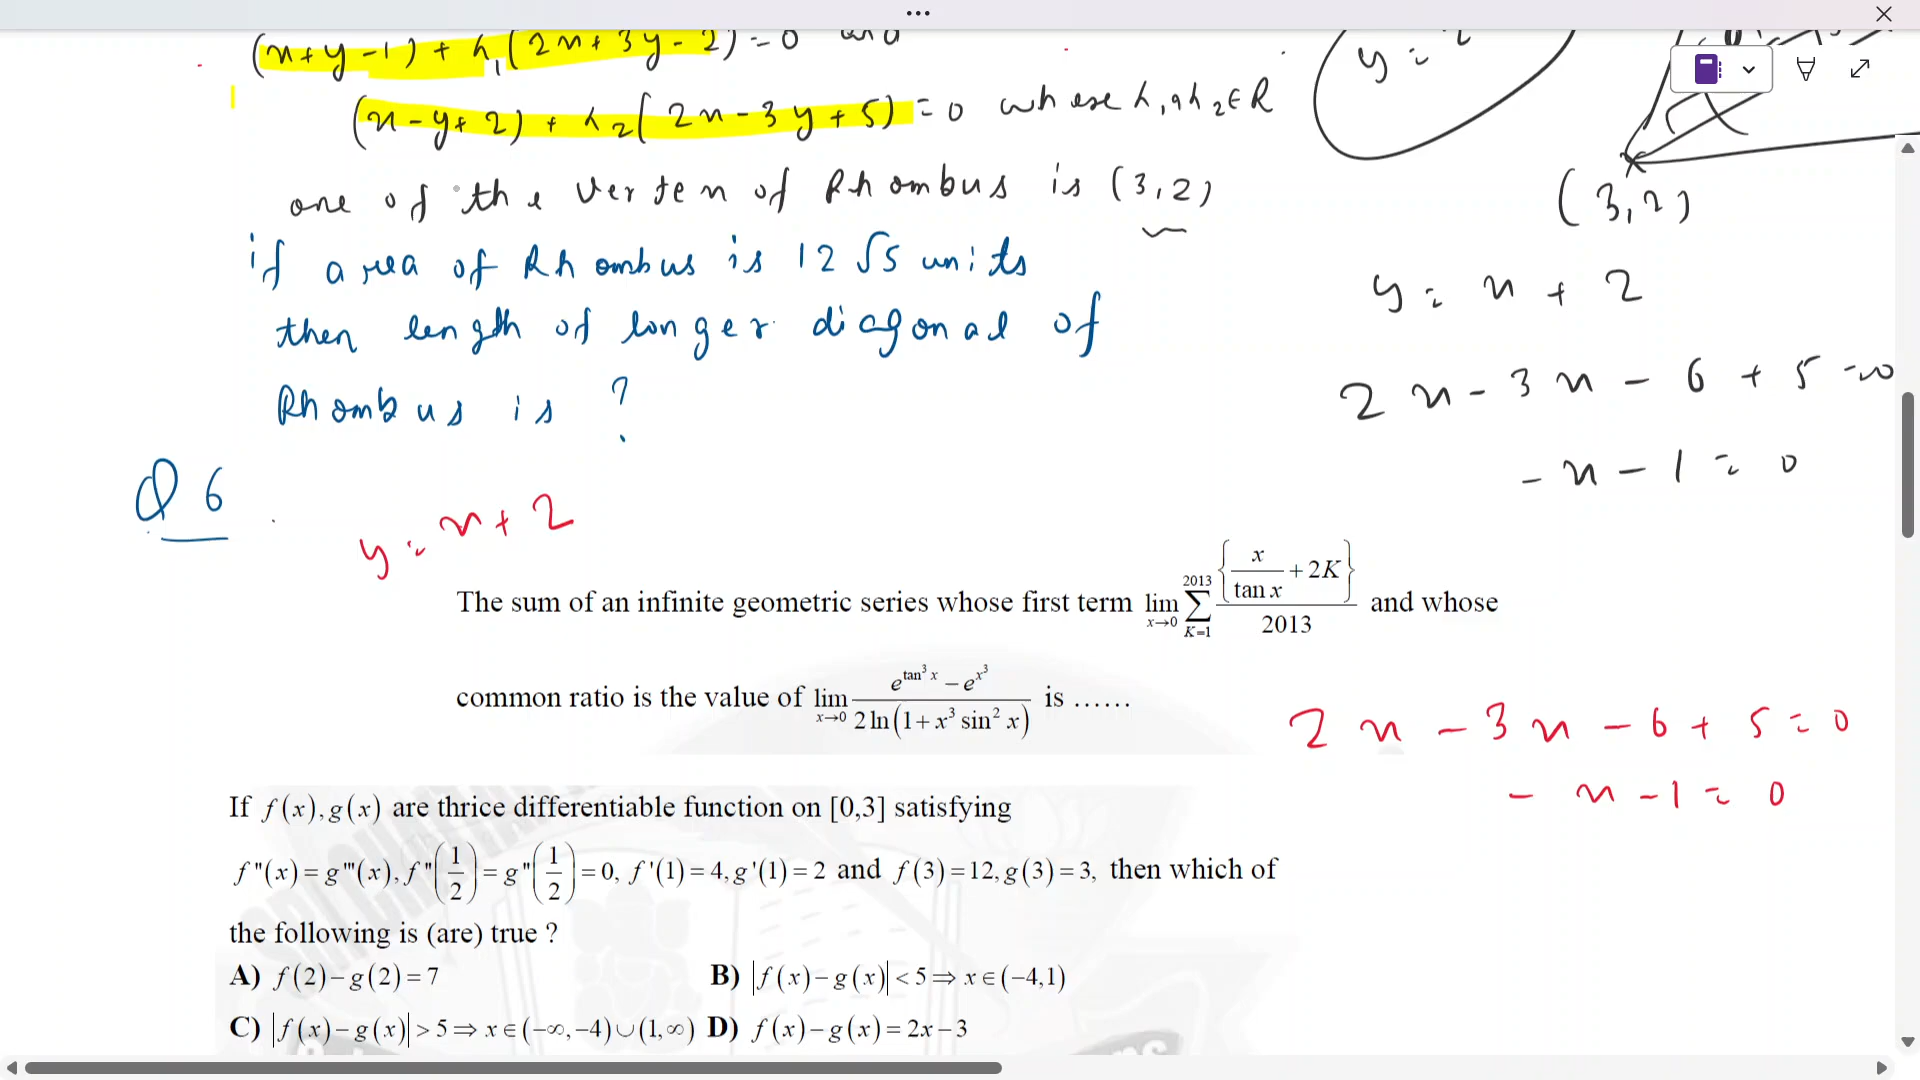 (x+y-1) + λ₁(2x+3y-2)=0 and
(x-y+2) + λ₂(2x-3y+5)=0 whose λ₁, λ₂∈R
one of the vertex of Rhombus is (3,2)
if area of Rhombus is 12√5 units
then length of longer diagonal of
Rhombus is ?
(3,2)
y = x + 2
2x - 3x - 6 + 5 = 0
- x - 1 = 0
Q 6
y = x + 2
The sum of an infinite geometric series whose first term lim_{x→0} Σ_{K=1}^{2013} {x/tan x + 2K}/2013 and whose
common ratio is the value of lim_{x→0} (e^{tan³ x} − e^{x³})/(2 ln(1+x³ sin² x)) is ......
2x - 3x - 6 + 5 = 0
- x - 1 = 0
If f(x), g(x) are thrice differentiable function on [0,3] satisfying
f''(x) = g'''(x), f''(1/2) = g''(1/2) = 0, f'(1) = 4, g'(1) = 2 and f(3) = 12, g(3) = 3, then which of
the following is (are) true ?
A) f(2)−g(2)=7 B) |f(x)−g(x)| < 5 ⇒ x∈(−4,1)
C) |f(x)−g(x)| > 5 ⇒ x∈(−∞,−4)∪(1,∞) D) f(x)−g(x)=2x−3